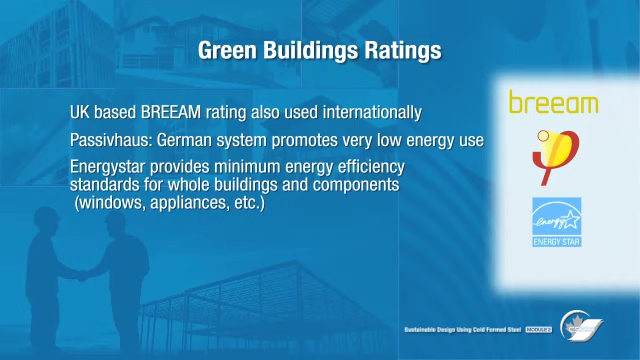 Green Buildings Ratings
UK based BREEAM rating also used internationally
Passivhaus: German system promotes very low energy use
Energystar provides minimum energy efficiency
standards for whole buildings and components
(windows, appliances, etc.)
breeam
energy
ENERGY STAR
Sustainable Design Using Cold Formed Steel MODULE 2